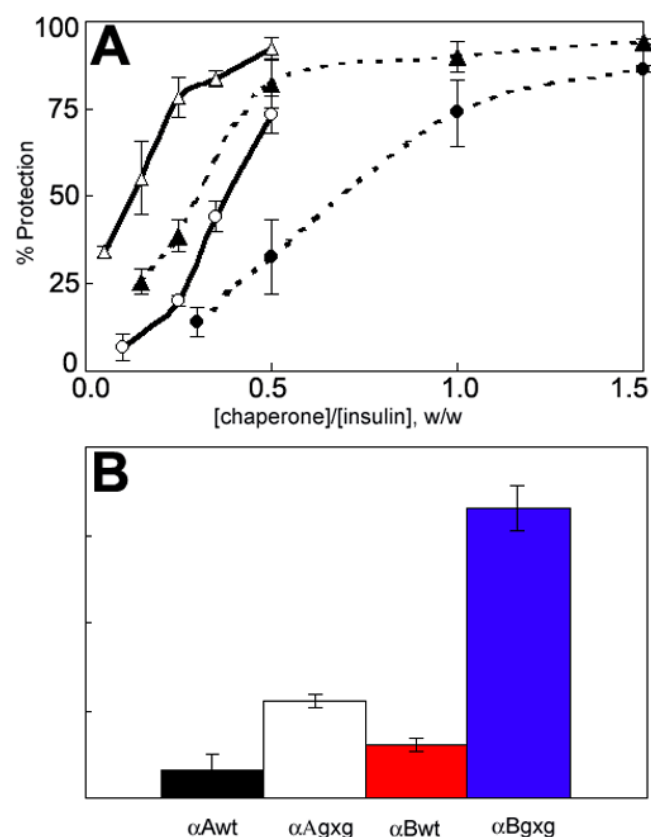 A
100
75
50
25
0
% Protection
0.0 0.5 1.0 1.5
[chaperone]/[insulin], w/w
B
αAwt αAgxg αBwt αBgxg